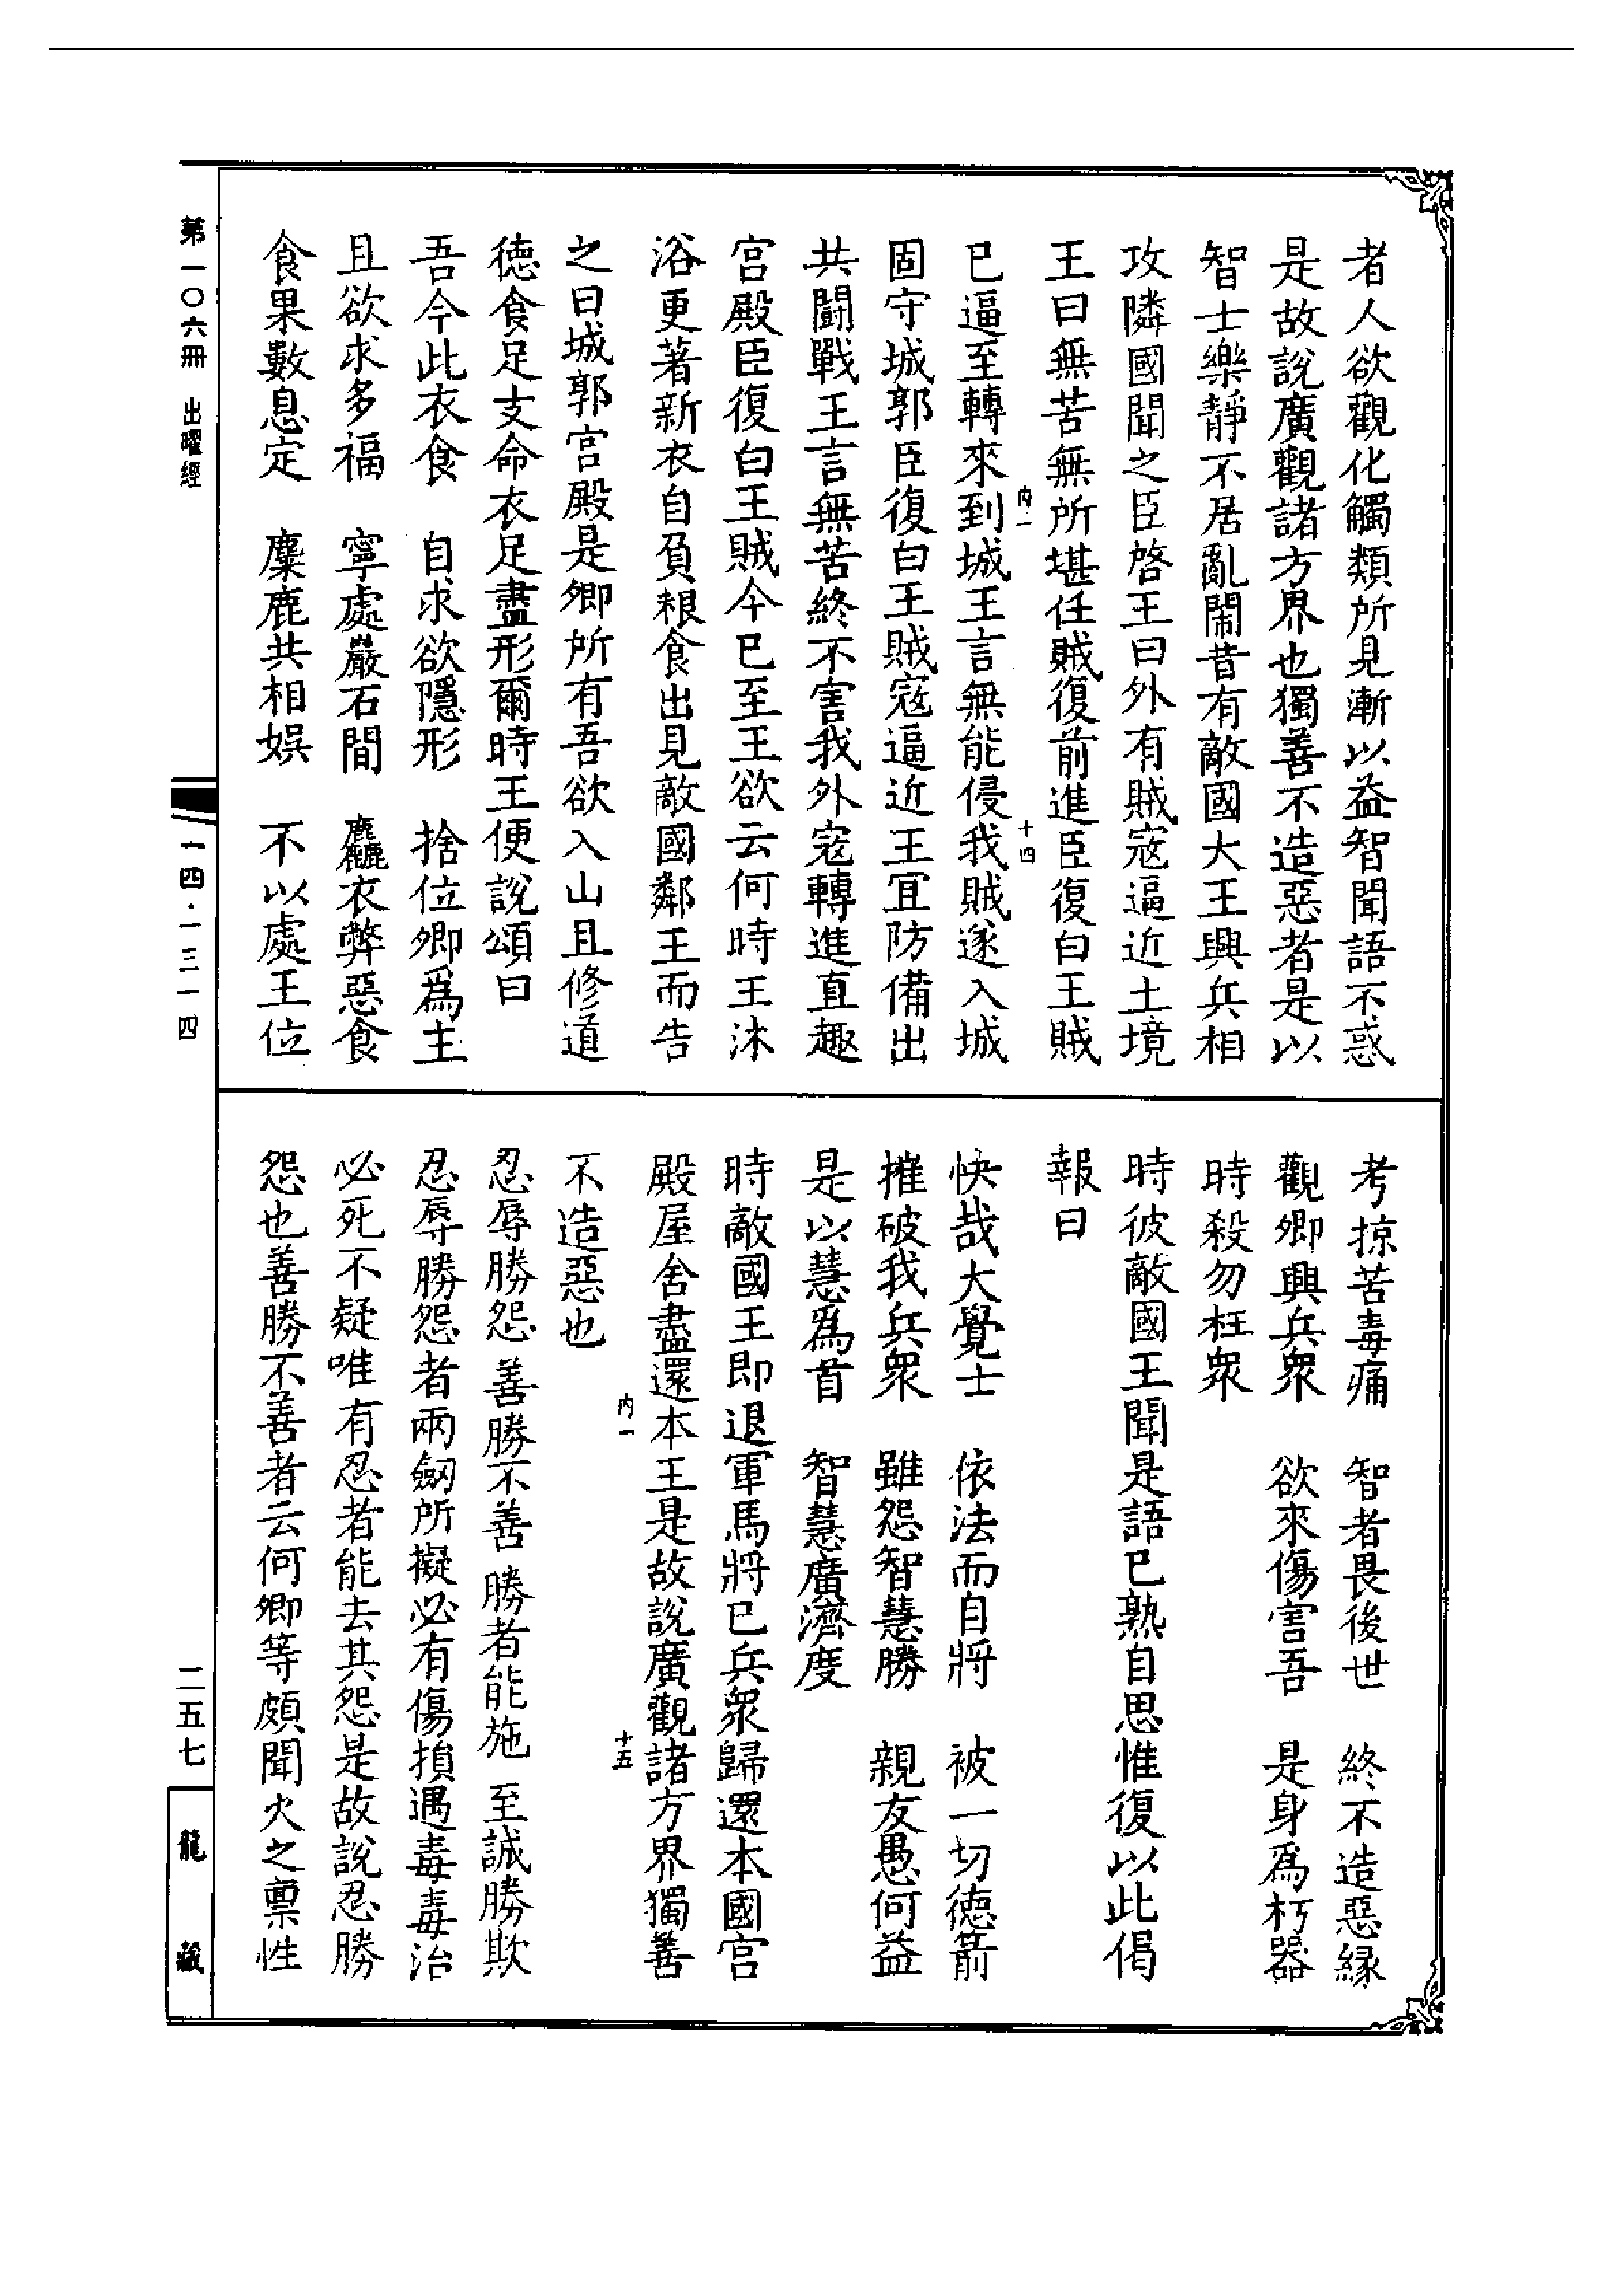 者人欲觀化觸類所見漸以益智聞語不惑
是故說廣觀諸方界也獨善不造惡者是以
智士樂靜不居亂鬧昔有敵國大王興兵相
攻隣國聞之臣啓王曰外有賊寇逼近土境
王曰無苦無所堪任賊復前進臣復白王賊
已逼至轉來到城王言無能侵我賊遂入城
内一
十四
固守城郭臣復白王賊寇逼近王宜防備出
共鬪戰王言無苦終不害我外寇轉進直趣
宮殿臣復白王賊今已至王欲云何時王沐
浴更著新衣自負粮食出見敵國鄰王而告
之曰城郭宮殿是卿所有吾欲入山且修道
德食足支命衣足盡形爾時王便說頌曰
吾今此衣食　自求欲隱形　捨位卿爲主
且欲求多福　寧處巖石間　麤衣弊惡食
食果數息定　麋鹿共相娛　不以處王位
考掠苦毒痛　智者畏後世　終不造惡緣
觀卿興兵衆　欲來傷害吾　是身爲朽器
時殺勿枉衆
時彼敵國王聞是語已熟自思惟復以此偈
報曰
快哉大覺士　依法而自將　被一切德箭
摧破我兵衆　雖怨智慧勝　親友愚何益
是以慧爲首　智慧廣濟度
時敵國王即退軍馬將已兵衆歸還本國宮
殿屋舍盡還本王是故說廣觀諸方界獨善
内一
十五
不造惡也
忍辱勝怨　善勝不善　勝者能施　至誠勝欺
忍辱勝怨者兩劒所擬必有傷損遇毒毒治
必死不疑唯有忍者能去其怨是故說忍勝
怨也善勝不善者云何卿等頗聞火之禀性
第一〇六冊　出曜經
一四·一三一四
二五七
龍藏